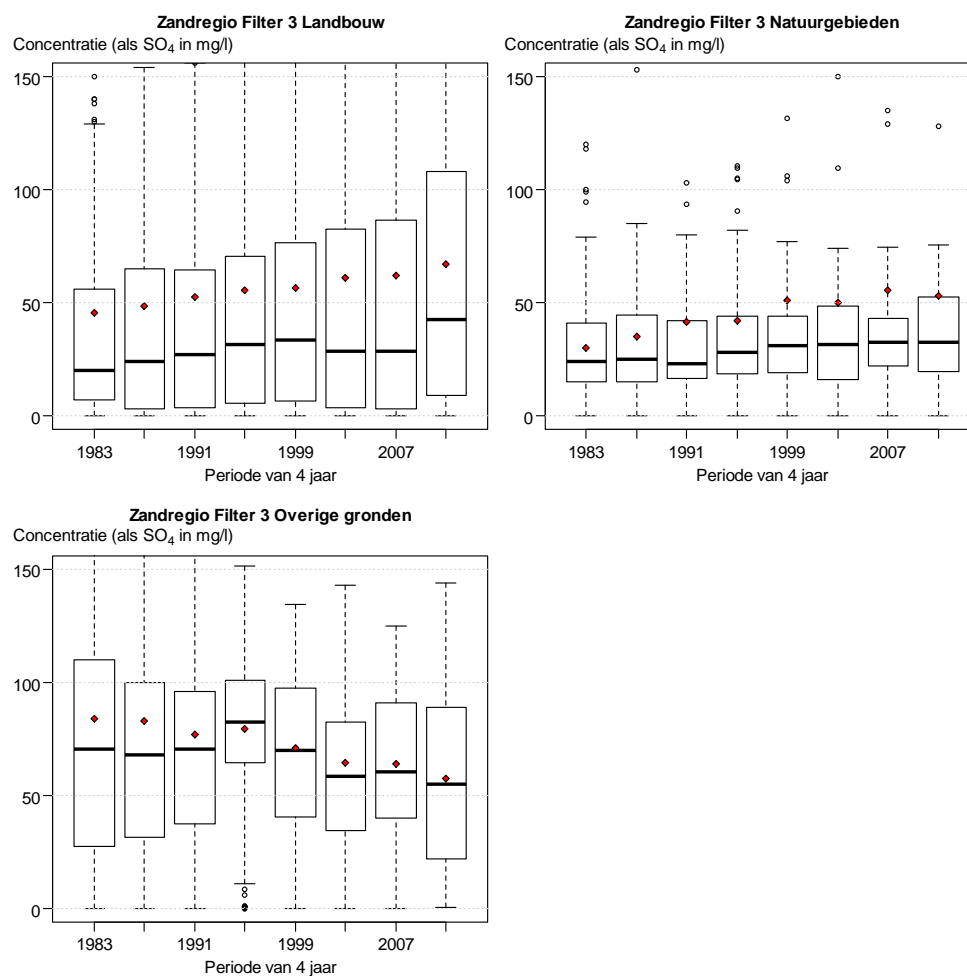 Zandregio Filter 3 Landbouw
Concentratie (als SO₄ in mg/l)
150
100
50
0
1983 1991 1999 2007
Periode van 4 jaar
Zandregio Filter 3 Natuurgebieden
Concentratie (als SO₄ in mg/l)
150
100
50
0
1983 1991 1999 2007
Periode van 4 jaar
Zandregio Filter 3 Overige gronden
Concentratie (als SO₄ in mg/l)
150
100
50
0
1983 1991 1999 2007
Periode van 4 jaar